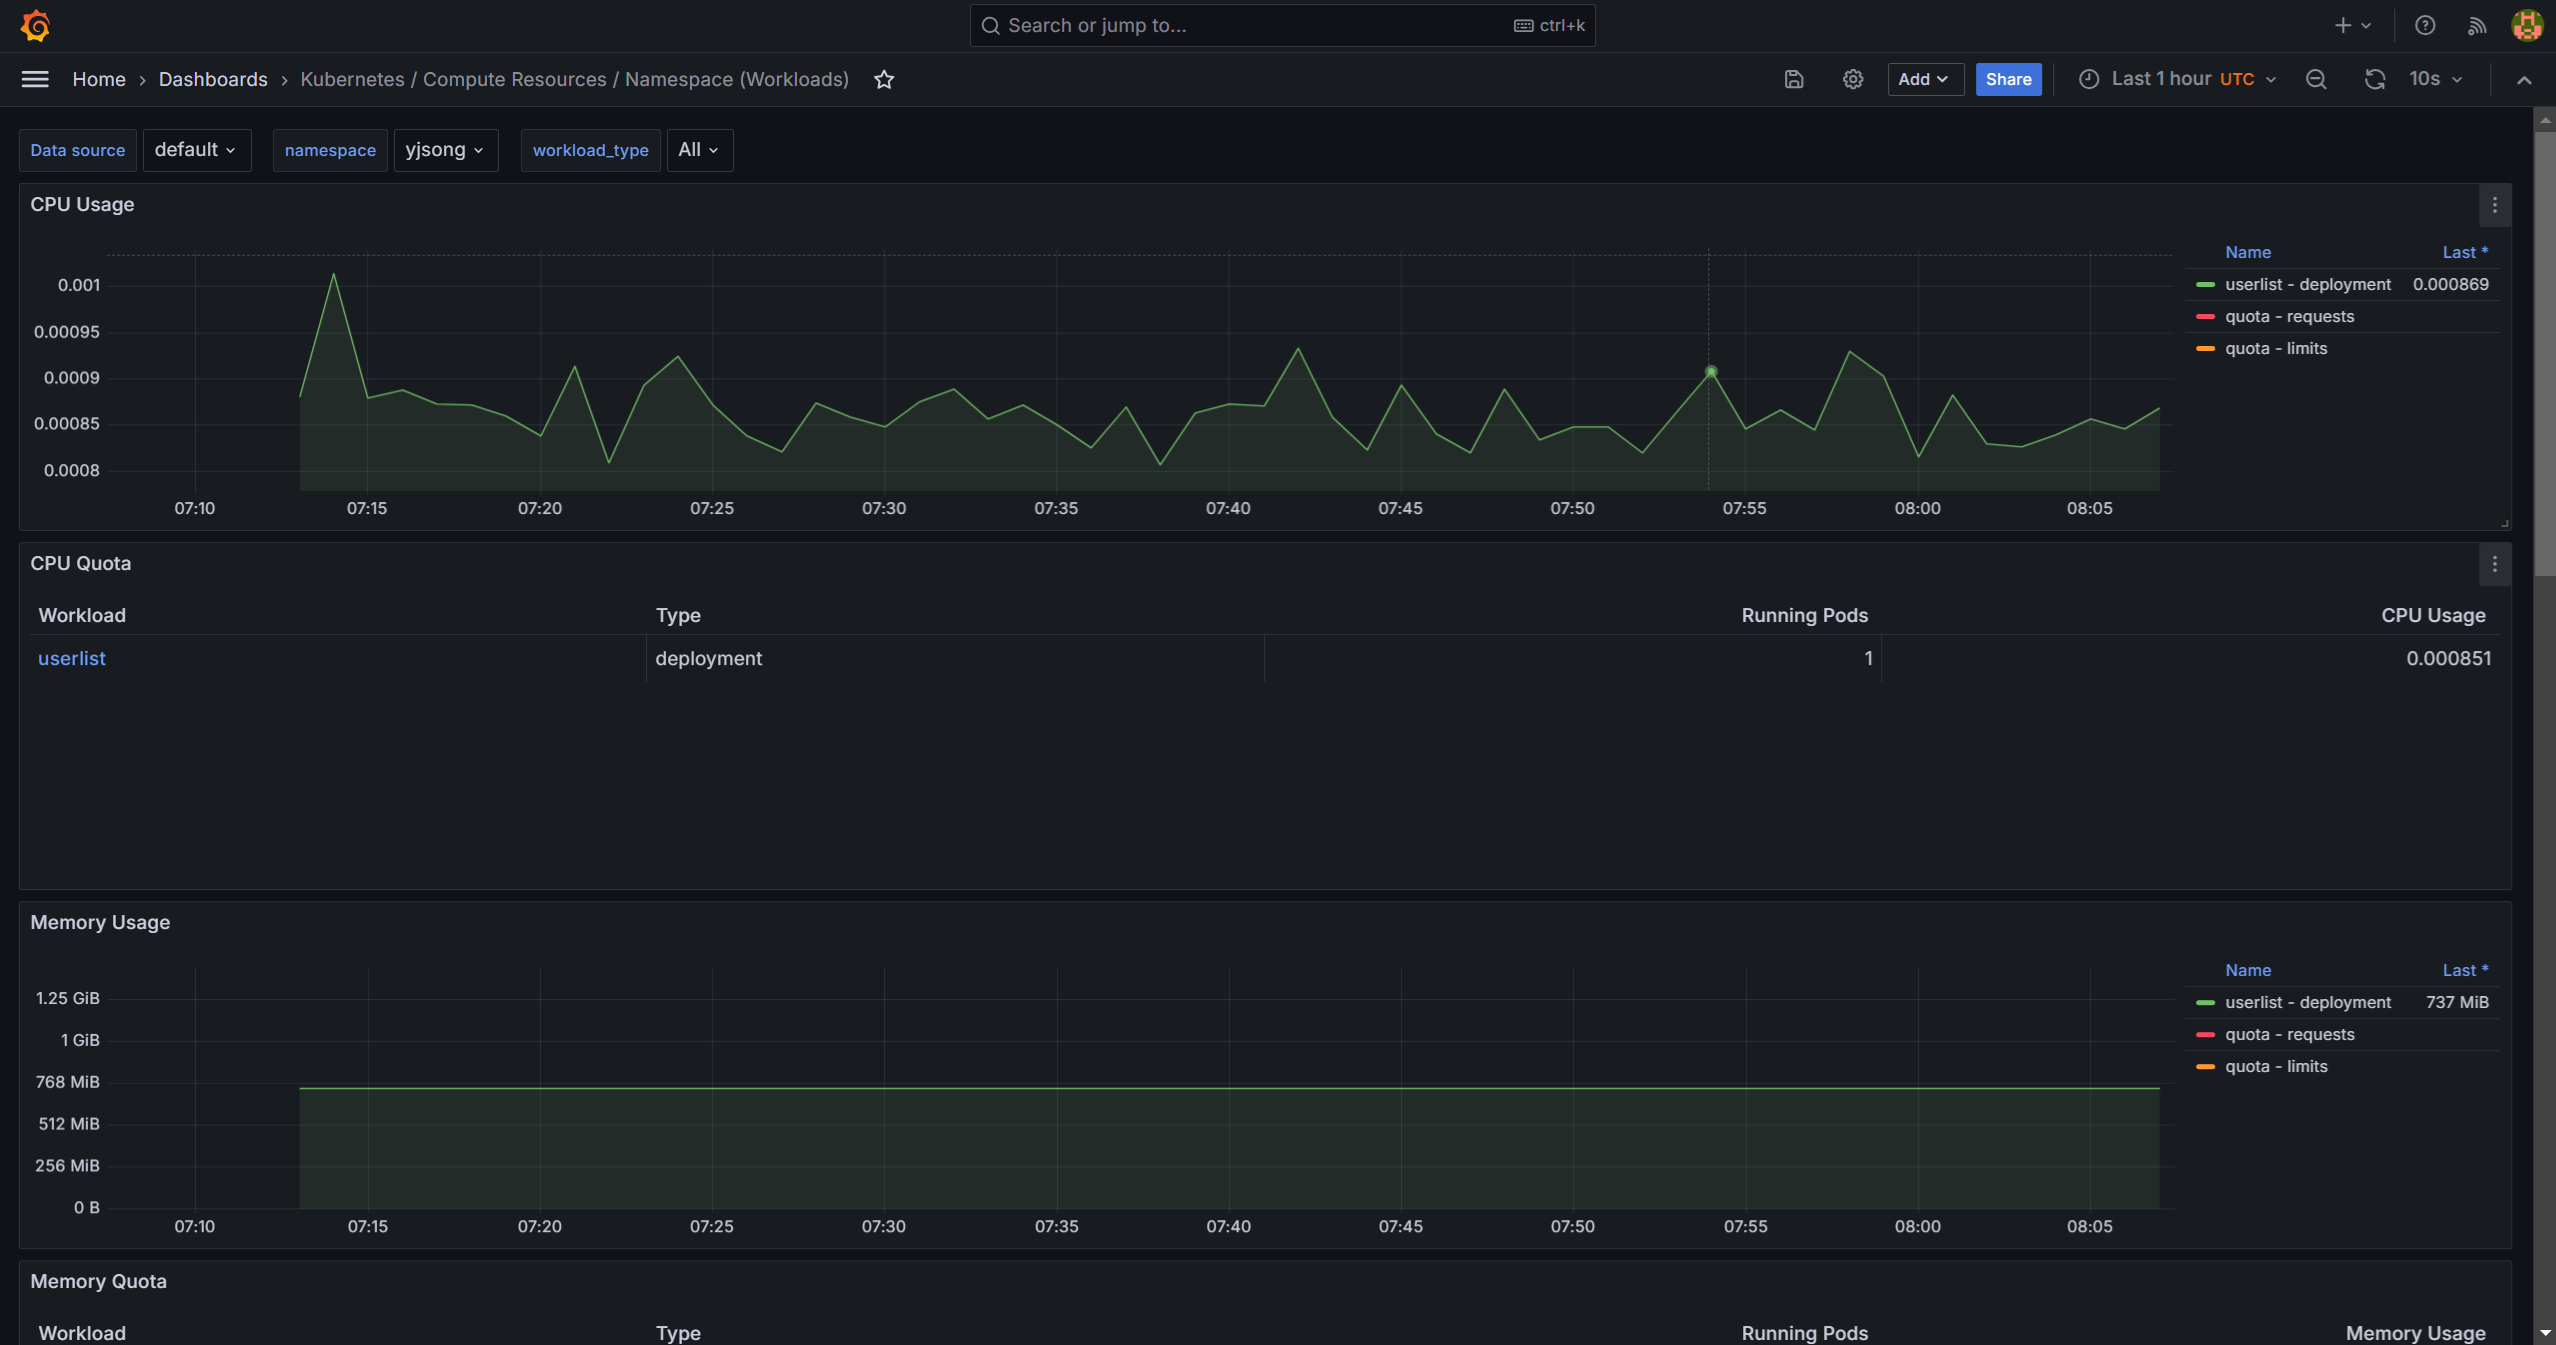 Search or jump to... ctrl+k
Home › Dashboards › Kubernetes / Compute Resources / Namespace (Workloads) Add Share Last 1 hour UTC 10s
Data source default namespace yjsong workload_type All
CPU Usage
Name Last *
userlist - deployment 0.000869
quota - requests
quota - limits
0.001
0.00095
0.0009
0.00085
0.0008
07:10 07:15 07:20 07:25 07:30 07:35 07:40 07:45 07:50 07:55 08:00 08:05
CPU Quota
Workload Type Running Pods CPU Usage
userlist deployment 1 0.000851
Memory Usage
Name Last *
userlist - deployment 737 MiB
quota - requests
quota - limits
1.25 GiB
1 GiB
768 MiB
512 MiB
256 MiB
0 B
07:10 07:15 07:20 07:25 07:30 07:35 07:40 07:45 07:50 07:55 08:00 08:05
Memory Quota
Workload Type Running Pods Memory Usage